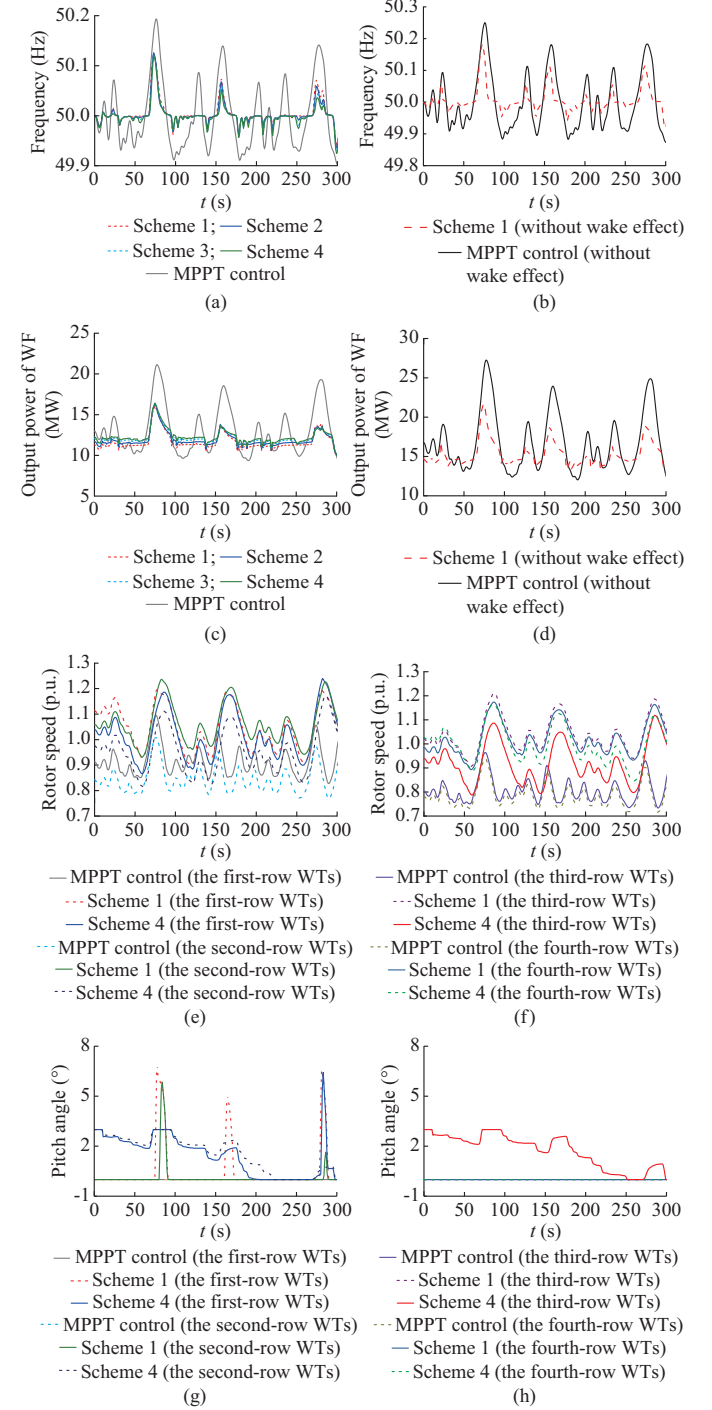 50.2
50.1
50.0
49.9
Frequency (Hz)
0 50 100 150 200 250 300
t (s)
Scheme 1; Scheme 2
Scheme 3; Scheme 4
MPPT control
(a)
50.3
50.2
50.1
50.0
49.9
49.8
Frequency (Hz)
0 50 100 150 200 250 300
t (s)
Scheme 1 (without wake effect)
MPPT control (without
wake effect)
(b)
25
20
15
10
5
Output power of WF
(MW)
0 50 100 150 200 250 300
t (s)
Scheme 1; Scheme 2
Scheme 3; Scheme 4
MPPT control
(c)
30
25
20
15
10
Output power of WF
(MW)
0 50 100 150 200 250 300
t (s)
Scheme 1 (without wake effect)
MPPT control (without
wake effect)
(d)
1.3
1.2
1.1
1.0
0.9
0.8
0.7
Rotor speed (p.u.)
0 50 100 150 200 250 300
t (s)
MPPT control (the first-row WTs)
Scheme 1 (the first-row WTs)
Scheme 4 (the first-row WTs)
MPPT control (the second-row WTs)
Scheme 1 (the second-row WTs)
Scheme 4 (the second-row WTs)
(e)
1.3
1.2
1.1
1.0
0.9
0.8
0.7
Rotor speed (p.u.)
0 50 100 150 200 250 300
t (s)
MPPT control (the third-row WTs)
Scheme 1 (the third-row WTs)
Scheme 4 (the third-row WTs)
MPPT control (the fourth-row WTs)
Scheme 1 (the fourth-row WTs)
Scheme 4 (the fourth-row WTs)
(f)
8
5
2
-1
Pitch angle (°)
0 50 100 150 200 250 300
t (s)
MPPT control (the first-row WTs)
Scheme 1 (the first-row WTs)
Scheme 4 (the first-row WTs)
MPPT control (the second-row WTs)
Scheme 1 (the second-row WTs)
Scheme 4 (the second-row WTs)
(g)
8
5
2
-1
Pitch angle (°)
0 50 100 150 200 250 300
t (s)
MPPT control (the third-row WTs)
Scheme 1 (the third-row WTs)
Scheme 4 (the third-row WTs)
MPPT control (the fourth-row WTs)
Scheme 1 (the fourth-row WTs)
Scheme 4 (the fourth-row WTs)
(h)